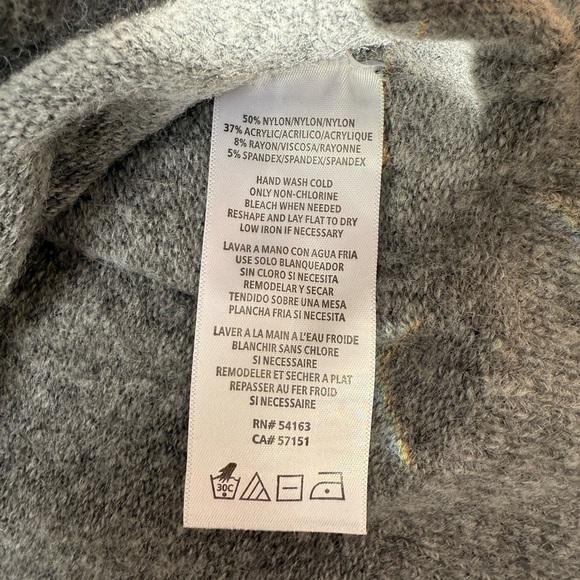 50% NYLON/NYLON/NYLON
37% ACRYLIC/ACRILICO/ACRYLIQUE
8% RAYON/VISCOSA/RAYONNE
5% SPANDEX/SPANDEX/SPANDEX
HAND WASH COLD
ONLY NON-CHLORINE
BLEACH WHEN NEEDED
RESHAPE AND LAY FLAT TO DRY
LOW IRON IF NECESSARY
LAVAR A MANO CON AGUA FRIA
USE SOLO BLANQUEADOR
SIN CLORO SI NECESITA
REMODELAR Y SECAR
TENDIDO SOBRE UNA MESA
PLANCHA FRIA SI NECESITA
LAVER A LA MAIN A L'EAU FROIDE
BLANCHIR SANS CHLORE
SI NECESSAIRE
REMODELER ET SECHER A PLAT
REPASSER AU FER FROID
SI NECESSAIRE
RN# 54163
CA# 57151
30C